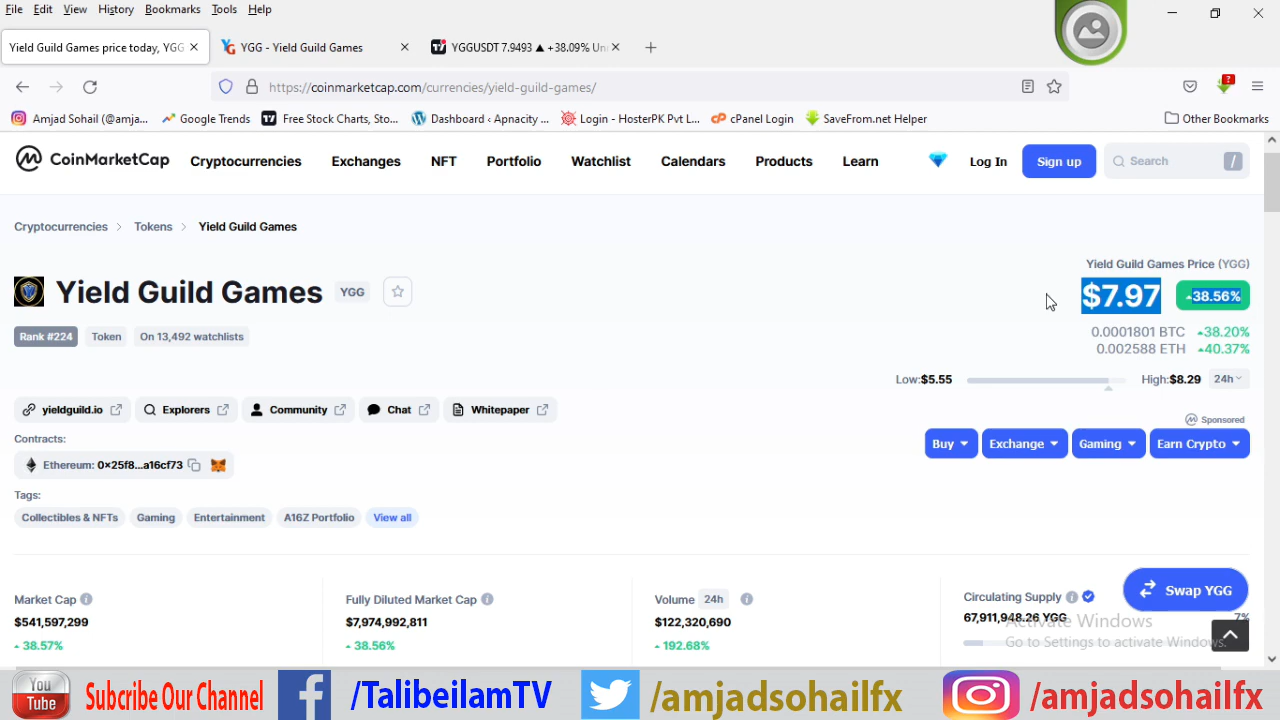 File Edit View History Bookmarks Tools Help
Yield Guild Games price today, YGG
YGG - Yield Guild Games
YGGUSDT 7.9493 ▲ +38.09% Un
https://coinmarketcap.com/currencies/yield-guild-games/
Amjad Sohail (@amja...
Google Trends
Free Stock Charts, Sto...
Dashboard ‹ Apnacity ...
Login - HosterPK Pvt L...
cPanel Login
SaveFrom.net Helper
Other Bookmarks
CoinMarketCap
Cryptocurrencies Exchanges NFT Portfolio Watchlist Calendars Products Learn
Log In
Sign up
Search /
Cryptocurrencies > Tokens > Yield Guild Games
Yield Guild Games YGG
Rank #224 Token On 13,492 watchlists
Yield Guild Games Price (YGG)
$7.97 38.56%
0.0001801 BTC 38.20%
0.002588 ETH 40.37%
Low:$5.55 High:$8.29 24h
yieldguild.io Explorers Community Chat Whitepaper
Sponsored
Buy Exchange Gaming Earn Crypto
Contracts:
Ethereum: 0x25f8...a16cf73
Tags:
Collectibles & NFTs Gaming Entertainment A16Z Portfolio View all
Market Cap
$541,597,299
38.57%
Fully Diluted Market Cap
$7,974,992,811
38.56%
Volume 24h
$122,320,690
192.68%
Circulating Supply
67,911,948.26 YGG
7%
Swap YGG
Activate Windows
Go to Settings to activate Windows.
You Tube
Subcribe Our Channel
/TalibeilamTV
/amjadsohailfx
/amjadsohailfx